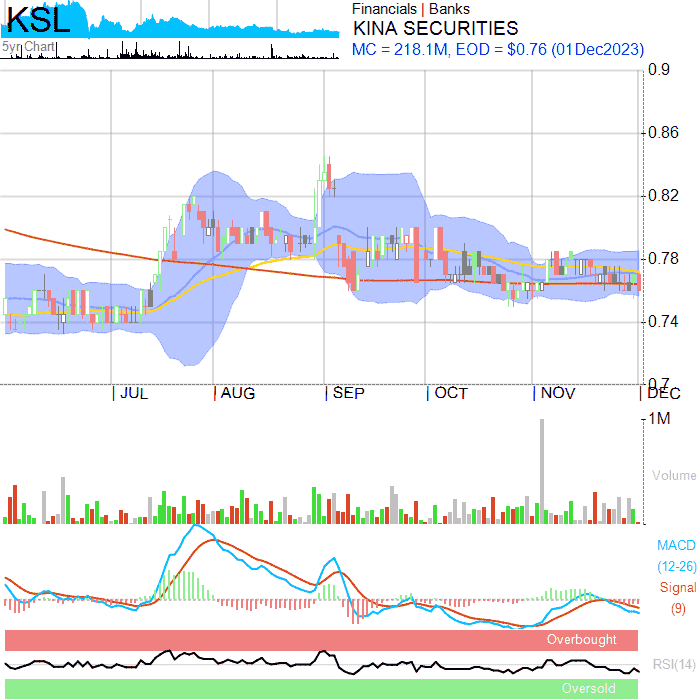 KSL
5yr Chart
Financials | Banks
KINA SECURITIES
MC = 218.1M, EOD = $0.76 (01Dec2023)
0.9
0.86
0.82
0.78
0.74
0.7
| JUL | AUG | SEP | OCT | NOV | DEC
1M
Volume
MACD
(12-26)
Signal
(9)
Overbought
RSI(14)
Oversold